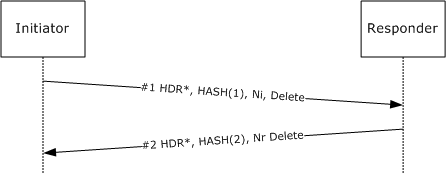 Initiator
Responder
#1 HDR*, HASH(1), Ni, Delete
#2 HDR*, HASH(2), Nr Delete